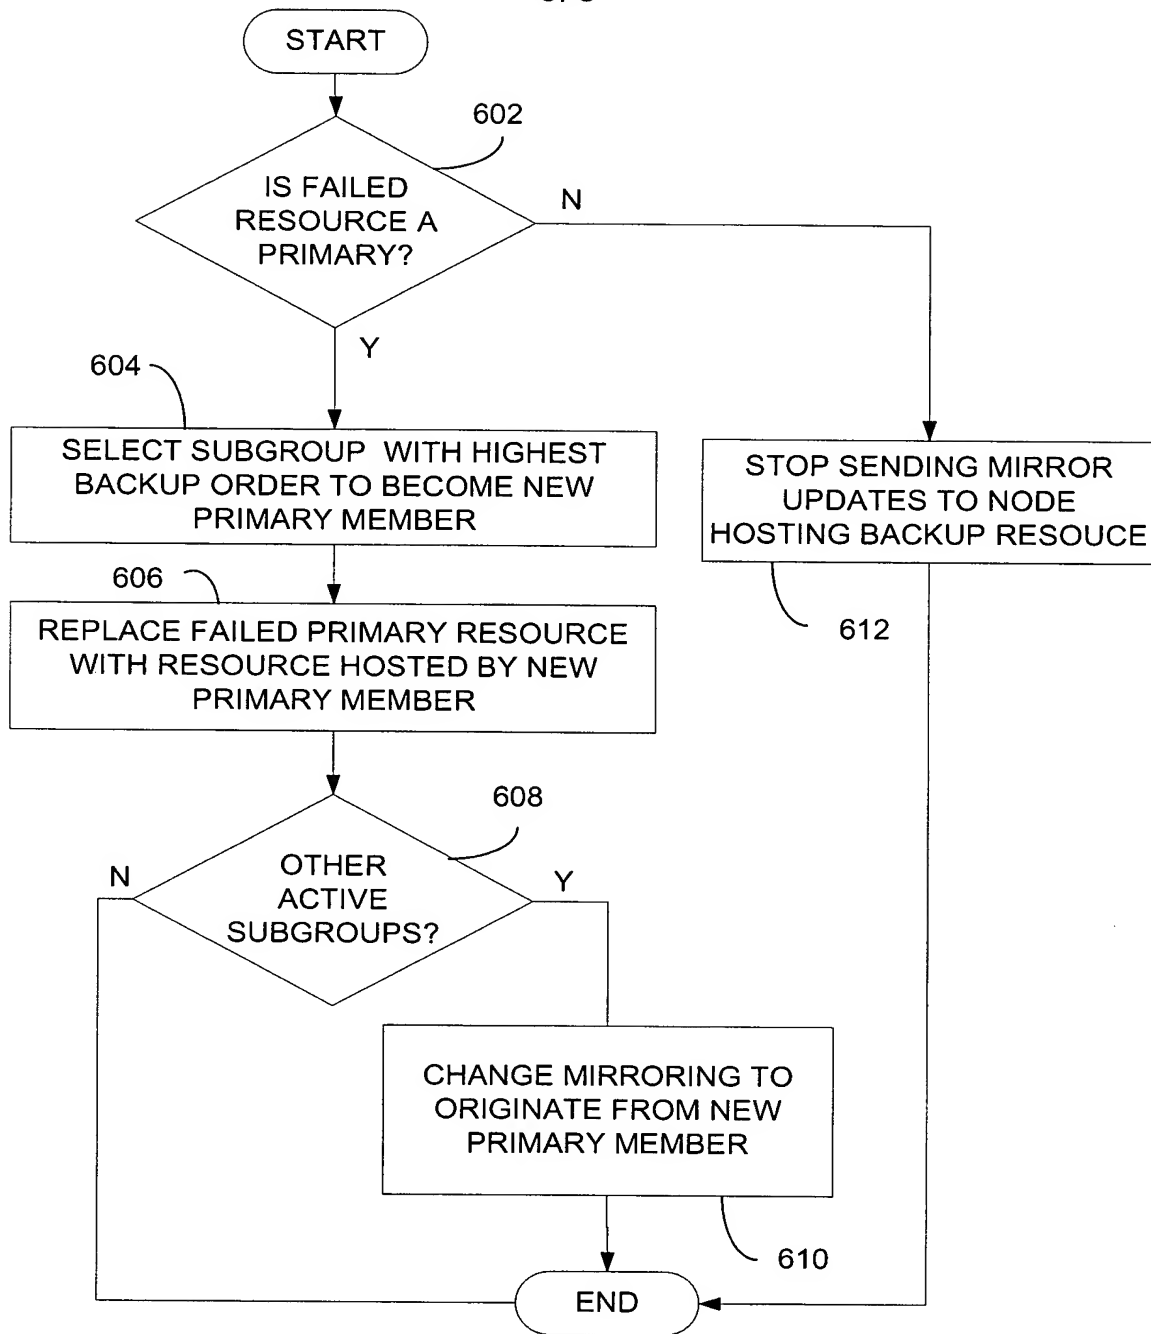 START
602
IS FAILED
RESOURCE A
PRIMARY?
N
Y
604
SELECT SUBGROUP WITH HIGHEST
BACKUP ORDER TO BECOME NEW
PRIMARY MEMBER
STOP SENDING MIRROR
UPDATES TO NODE
HOSTING BACKUP RESOUCE
612
606
REPLACE FAILED PRIMARY RESOURCE
WITH RESOURCE HOSTED BY NEW
PRIMARY MEMBER
608
OTHER
ACTIVE
SUBGROUPS?
N
Y
CHANGE MIRRORING TO
ORIGINATE FROM NEW
PRIMARY MEMBER
610
END